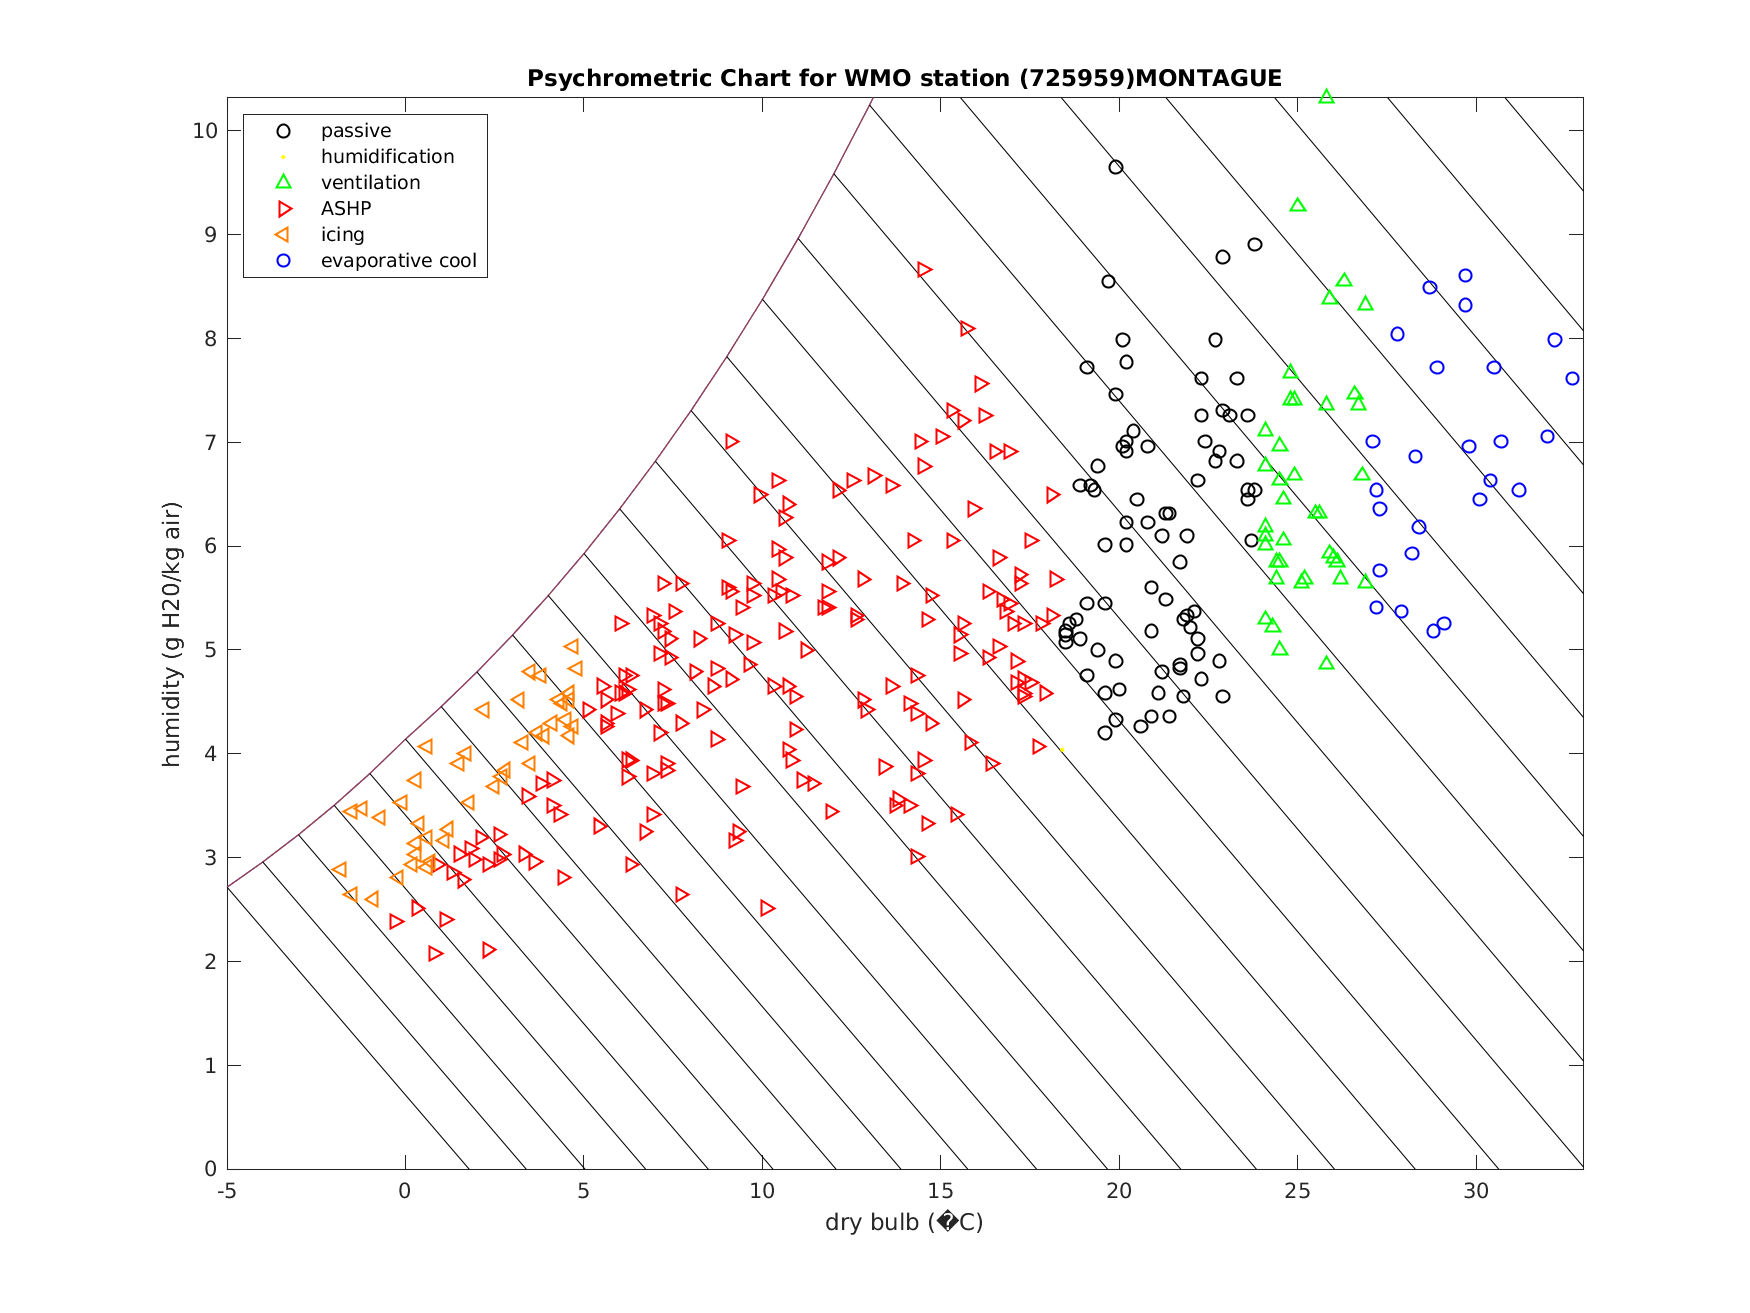 Psychrometric Chart for WMO station (725959)MONTAGUE
passive
humidification
ventilation
ASHP
icing
evaporative cool
humidity (g H20/kg air)
10
9
8
7
6
5
4
3
2
1
0
-5 0 5 10 15 20 25 30
dry bulb (�C)